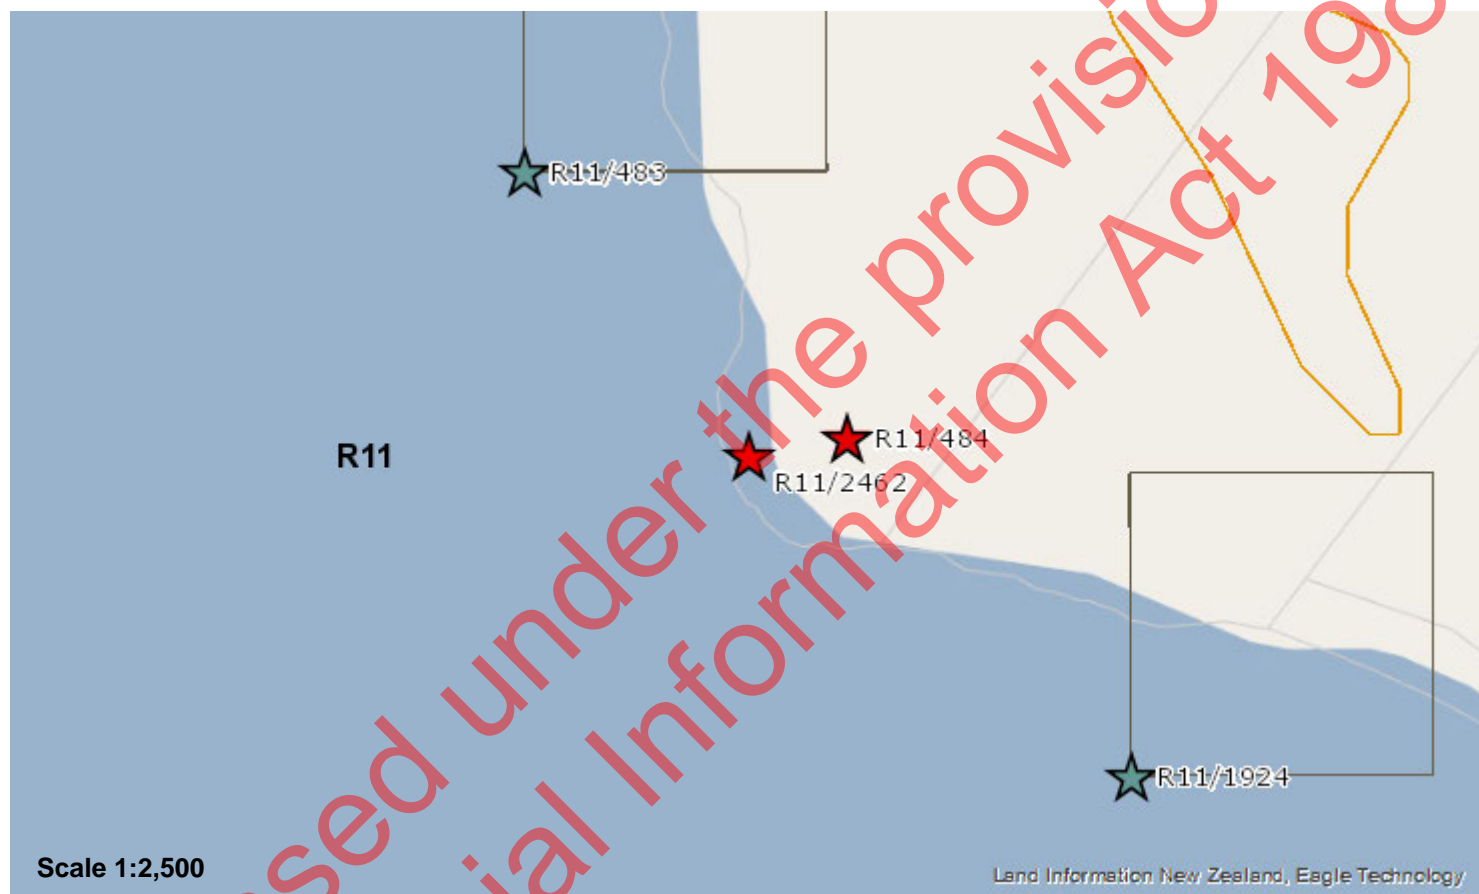 R11/483
R11/484
R11
R11/2462
R11/1924
Scale 1:2,500
Land Information New Zealand, Eagle Technology
sed under the provisio
ial Information Act 198